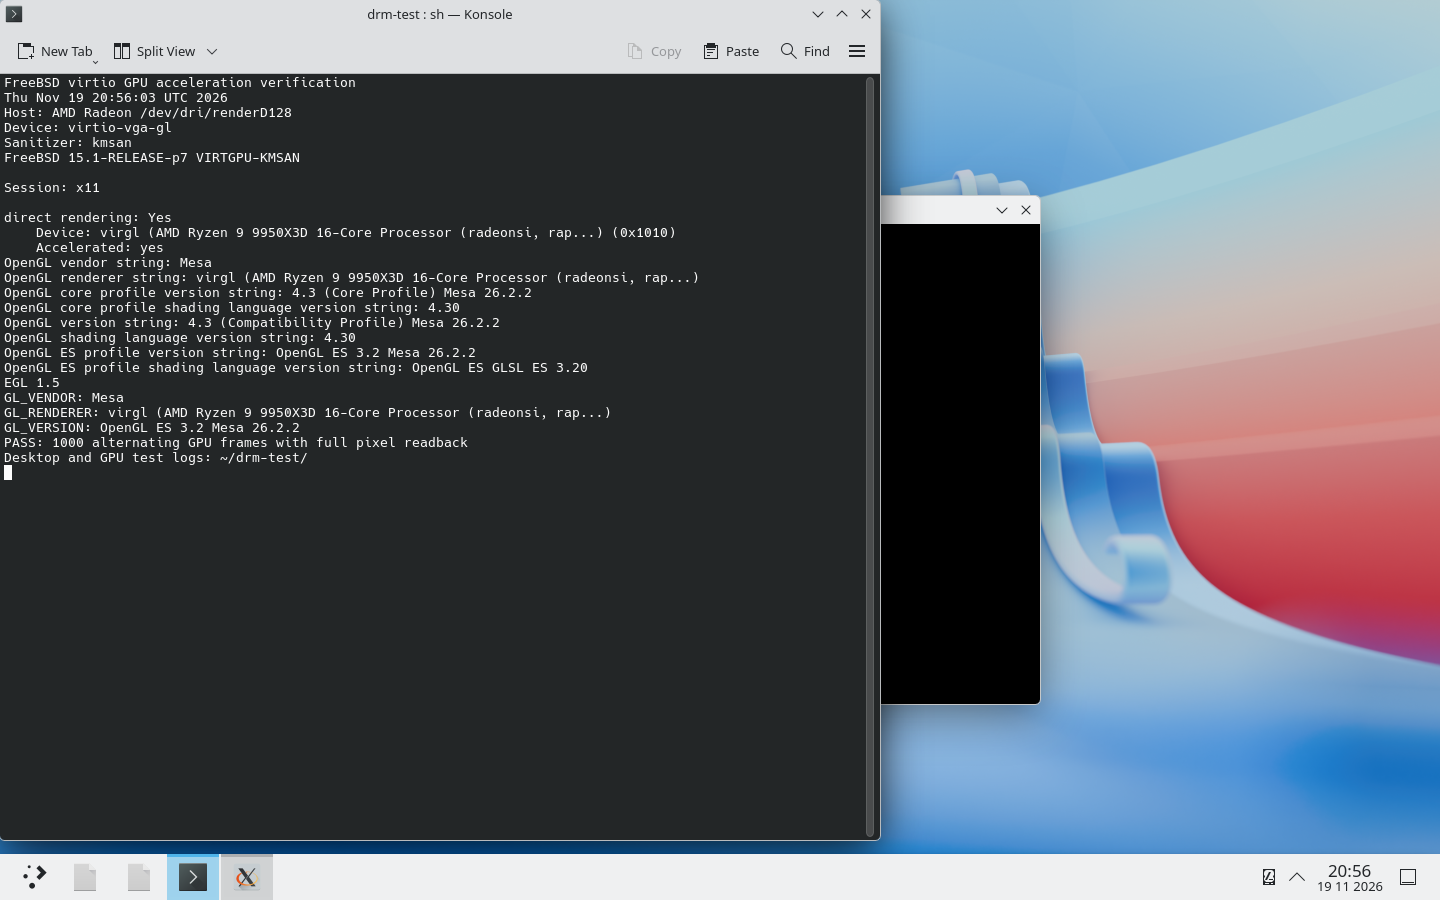 drm-test : sh — Konsole
New Tab
Split View
Copy
Paste
Find
FreeBSD virtio GPU acceleration verification
Thu Nov 19 20:56:03 UTC 2026
Host: AMD Radeon /dev/dri/renderD128
Device: virtio-vga-gl
Sanitizer: kmsan
FreeBSD 15.1-RELEASE-p7 VIRTGPU-KMSAN
Session: x11
direct rendering: Yes
Device: virgl (AMD Ryzen 9 9950X3D 16-Core Processor (radeonsi, rap...) (0x1010)
Accelerated: yes
OpenGL vendor string: Mesa
OpenGL renderer string: virgl (AMD Ryzen 9 9950X3D 16-Core Processor (radeonsi, rap...)
OpenGL core profile version string: 4.3 (Core Profile) Mesa 26.2.2
OpenGL core profile shading language version string: 4.30
OpenGL version string: 4.3 (Compatibility Profile) Mesa 26.2.2
OpenGL shading language version string: 4.30
OpenGL ES profile version string: OpenGL ES 3.2 Mesa 26.2.2
OpenGL ES profile shading language version string: OpenGL ES GLSL ES 3.20
EGL 1.5
GL_VENDOR: Mesa
GL_RENDERER: virgl (AMD Ryzen 9 9950X3D 16-Core Processor (radeonsi, rap...)
GL_VERSION: OpenGL ES 3.2 Mesa 26.2.2
PASS: 1000 alternating GPU frames with full pixel readback
Desktop and GPU test logs: ~/drm-test/
20:56
19 11 2026